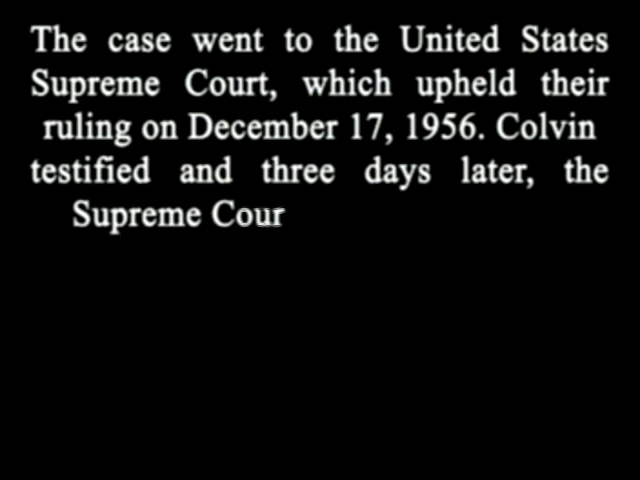 The case went to the United States
Supreme Court, which upheld their
ruling on December 17, 1956. Colvin
testified and three days later, the
Supreme Cour